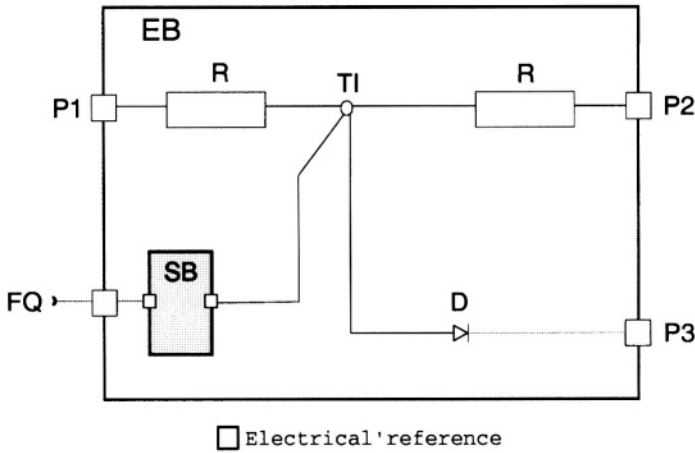 EB
R
TI
R
P1
P2
SB
FQ
D
P3
Electrical'reference